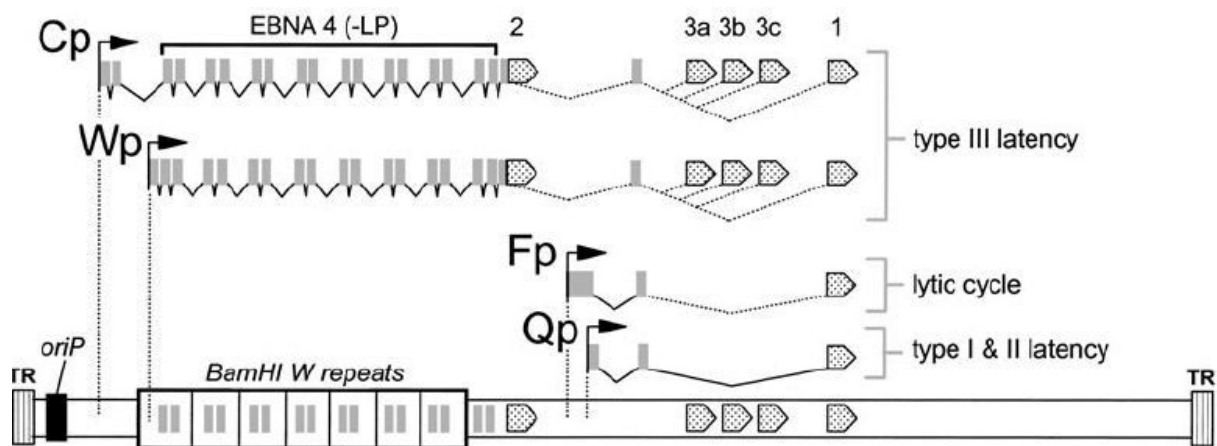 EBNA 4 (-LP) 2 3a 3b 3c 1
Cp
Wp
type III latency
Fp
lytic cycle
Qp
type I & II latency
oriP
TR
BamHI W repeats
TR